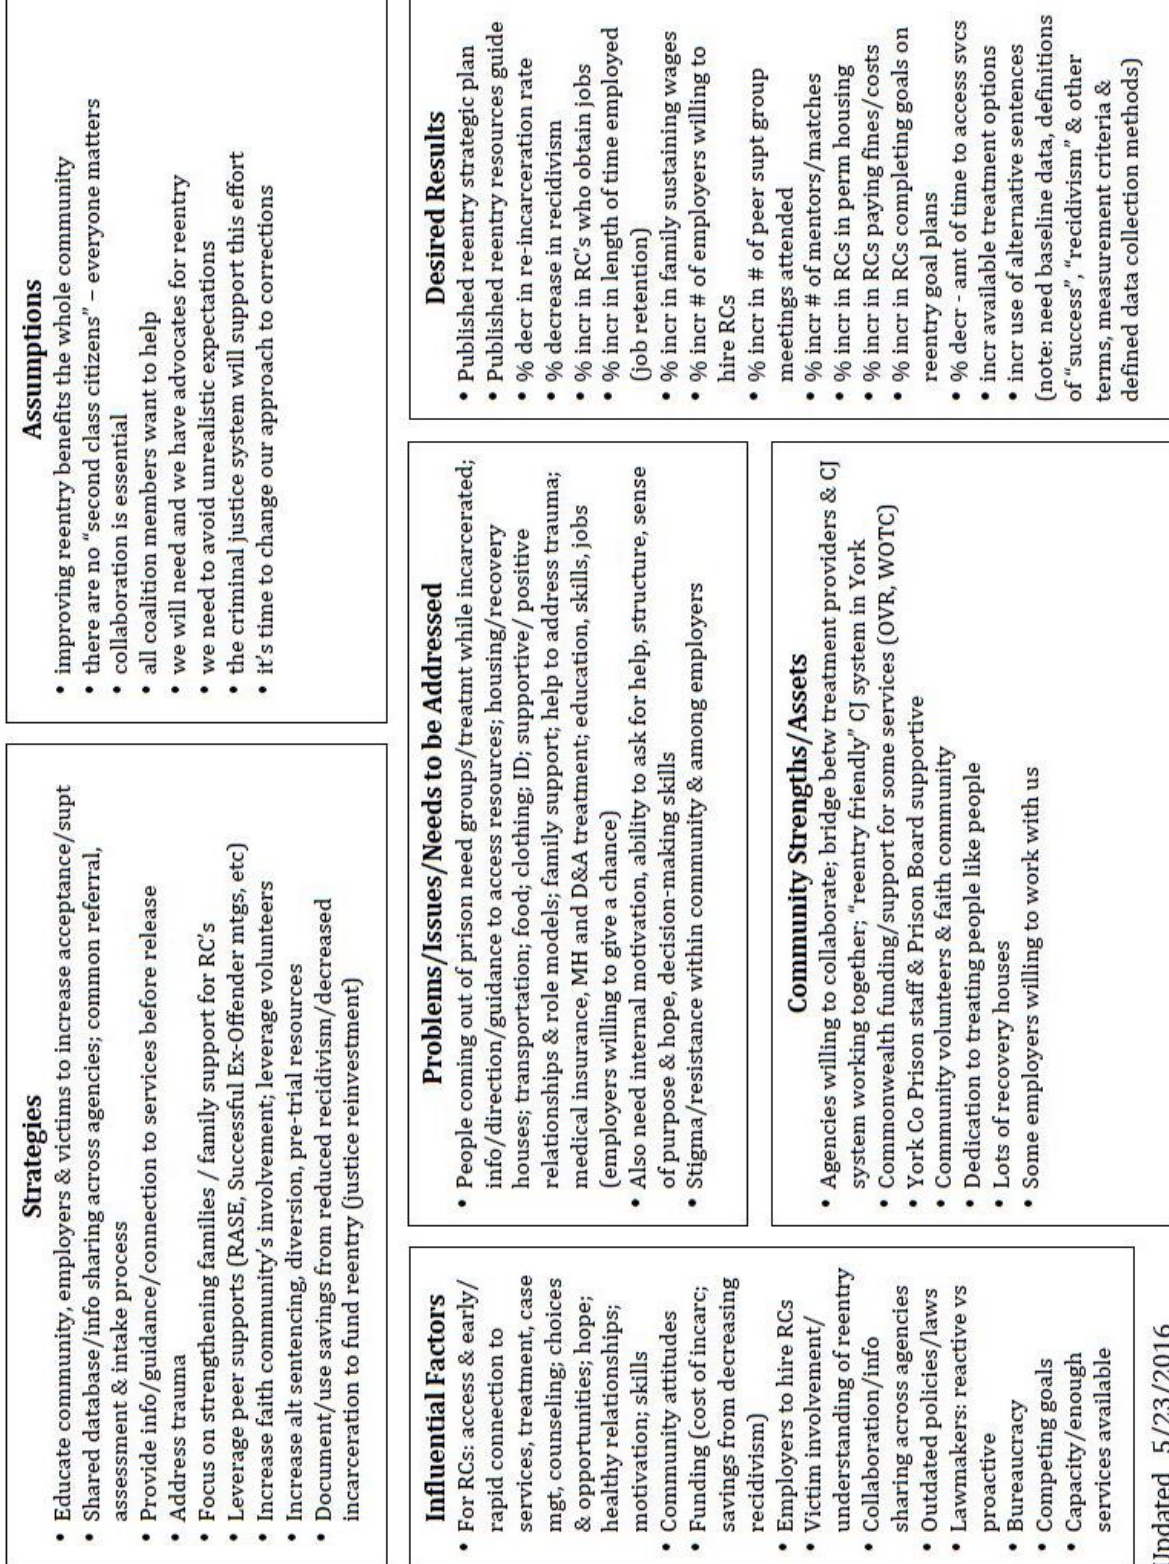 Strategies
• Educate community, employers & victims to increase acceptance/supt
• Shared database/info sharing across agencies; common referral,
assessment & intake process
• Provide info/guidance/connection to services before release
• Address trauma
• Focus on strengthening families / family support for RC's
• Leverage peer supports (RASE, Successful Ex-Offender mtgs, etc)
• Increase faith community's involvement; leverage volunteers
• Increase alt sentencing, diversion, pre-trial resources
• Document/use savings from reduced recidivism/decreased
incarceration to fund reentry (justice reinvestment)
Assumptions
• improving reentry benefits the whole community
• there are no "second class citizens" – everyone matters
• collaboration is essential
• all coalition members want to help
• we will need and we have advocates for reentry
• we need to avoid unrealistic expectations
• the criminal justice system will support this effort
• it's time to change our approach to corrections
Influential Factors
• For RCs: access & early/
rapid connection to
services, treatment, case
mgt, counseling; choices
& opportunities; hope;
healthy relationships;
motivation; skills
• Community attitudes
• Funding (cost of incarc;
savings from decreasing
recidivism)
• Employers to hire RCs
• Victim involvement/
understanding of reentry
• Collaboration/info
sharing across agencies
• Outdated policies/laws
• Lawmakers: reactive vs
proactive
• Bureaucracy
• Competing goals
• Capacity/enough
services available
Problems/Issues/Needs to be Addressed
• People coming out of prison need groups/treatmt while incarcerated;
info/direction/guidance to access resources; housing/recovery
houses; transportation; food; clothing; ID; supportive/ positive
relationships & role models; family support; help to address trauma;
medical insurance, MH and D&A treatment; education, skills, jobs
(employers willing to give a chance)
• Also need internal motivation, ability to ask for help, structure, sense
of purpose & hope, decision-making skills
• Stigma/resistance within community & among employers
Community Strengths/Assets
• Agencies willing to collaborate; bridge betw treatment providers & CJ
system working together; "reentry friendly" CJ system in York
• Commonwealth funding/support for some services (OVR, WOTC)
• York Co Prison staff & Prison Board supportive
• Community volunteers & faith community
• Dedication to treating people like people
• Lots of recovery houses
• Some employers willing to work with us
Desired Results
• Published reentry strategic plan
• Published reentry resources guide
• % decr in re-incarceration rate
• % decrease in recidivism
• % incr in RC's who obtain jobs
• % incr in length of time employed
(job retention)
• % incr in family sustaining wages
• % incr # of employers willing to
hire RCs
• % incr in # of peer supt group
meetings attended
• % incr # of mentors/matches
• % incr in RCs in perm housing
• % incr in RCs paying fines/costs
• % incr in RCs completing goals on
reentry goal plans
• % decr - amt of time to access svcs
• incr available treatment options
• incr use of alternative sentences
(note: need baseline data, definitions
of "success", "recidivism" & other
terms, measurement criteria &
defined data collection methods)
Updated 5/23/2016